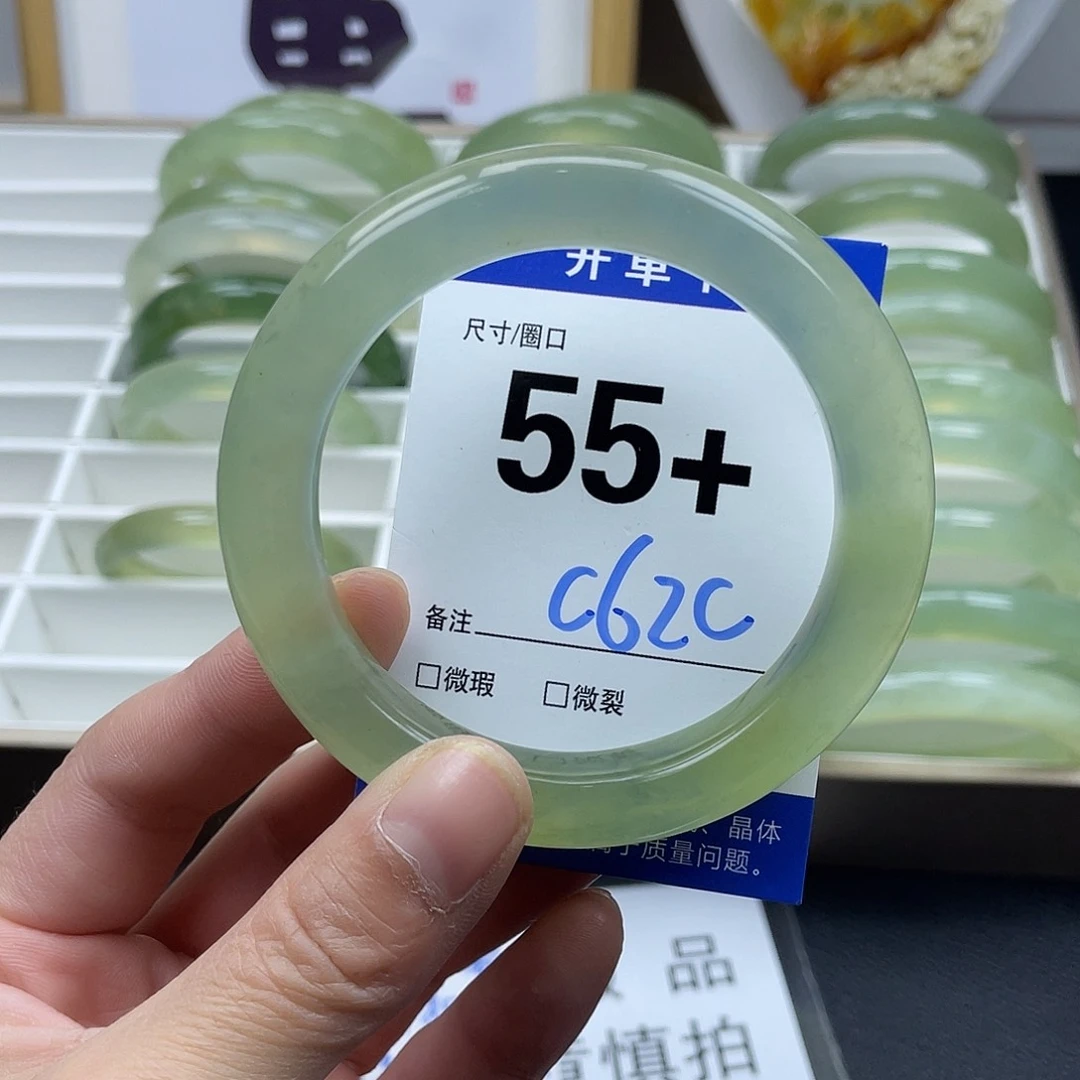 开单
尺寸/圈口
55+
c62c
备注
□微瑕 □微裂
、晶体
质量问题。
品
慎拍